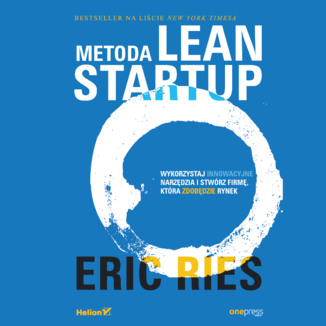 BESTSELLER NA LIŚCIE NEW YORK TIMESA
METODA LEAN
STARTUP
WYKORZYSTAJ INNOWACYJNE
NARZĘDZIA I STWÓRZ FIRMĘ,
KTÓRA ZDOBĘDZIE RYNEK
ERIC RIES
Helion
onepress